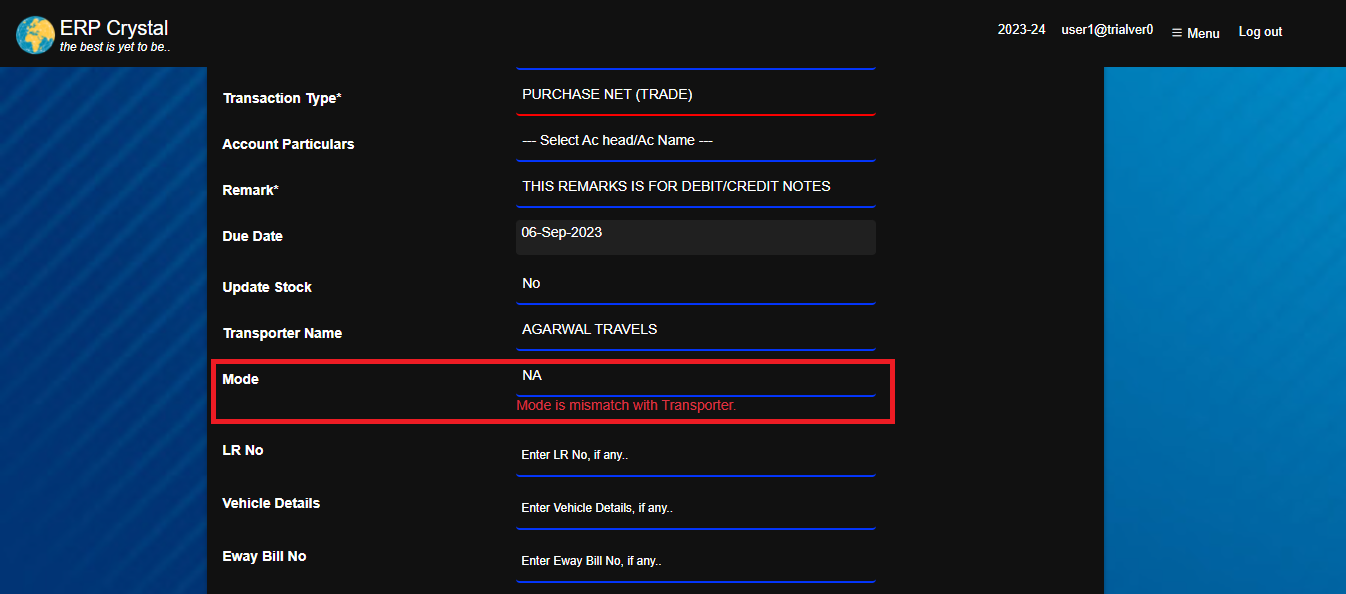 ERP Crystal
the best is yet to be..
2023-24 user1@trialver0 ☰ Menu Log out
Transaction Type* PURCHASE NET (TRADE)
Account Particulars --- Select Ac head/Ac Name ---
Remark* THIS REMARKS IS FOR DEBIT/CREDIT NOTES
Due Date 06-Sep-2023
Update Stock No
Transporter Name AGARWAL TRAVELS
Mode NA
Mode is mismatch with Transporter.
LR No Enter LR No, if any..
Vehicle Details Enter Vehicle Details, if any..
Eway Bill No Enter Eway Bill No, if any..